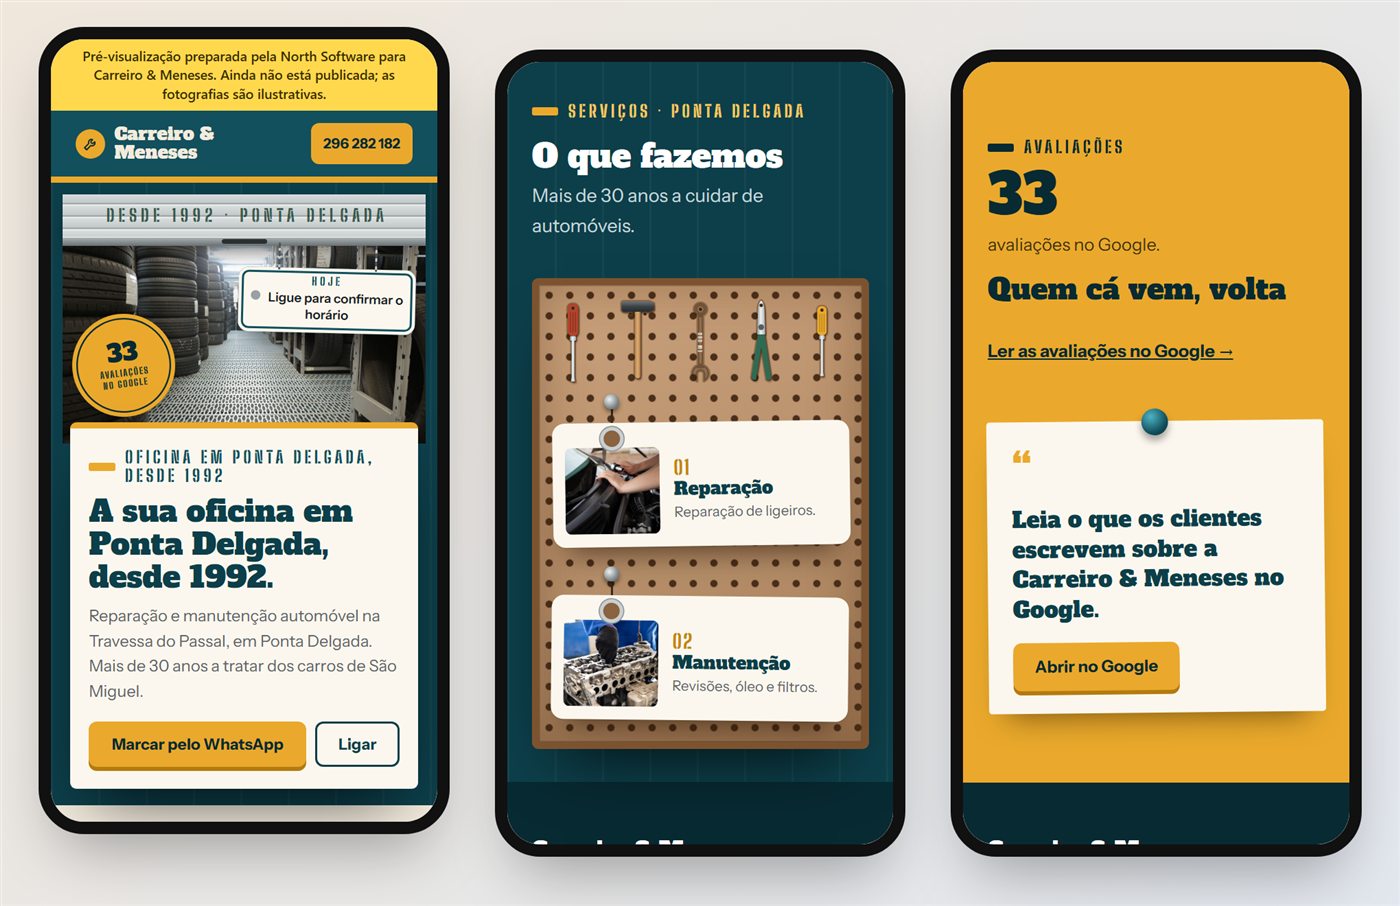 Pré-visualização preparada pela North Software para
Carreiro & Meneses. Ainda não está publicada; as
fotografias são ilustrativas.
Carreiro &
Meneses
296 282 182
DESDE 1992 · PONTA DELGADA
HOJE
Ligue para confirmar o
horário
33
AVALIAÇÕES
NO GOOGLE
OFICINA EM PONTA DELGADA,
DESDE 1992
A sua oficina em
Ponta Delgada,
desde 1992.
Reparação e manutenção automóvel na
Travessa do Passal, em Ponta Delgada.
Mais de 30 anos a tratar dos carros de São
Miguel.
Marcar pelo WhatsApp
Ligar
SERVIÇOS · PONTA DELGADA
O que fazemos
Mais de 30 anos a cuidar de
automóveis.
01
Reparação
Reparação de ligeiros.
02
Manutenção
Revisões, óleo e filtros.
AVALIAÇÕES
33
avaliações no Google.
Quem cá vem, volta
Ler as avaliações no Google →
❝
Leia o que os clientes
escrevem sobre a
Carreiro & Meneses no
Google.
Abrir no Google